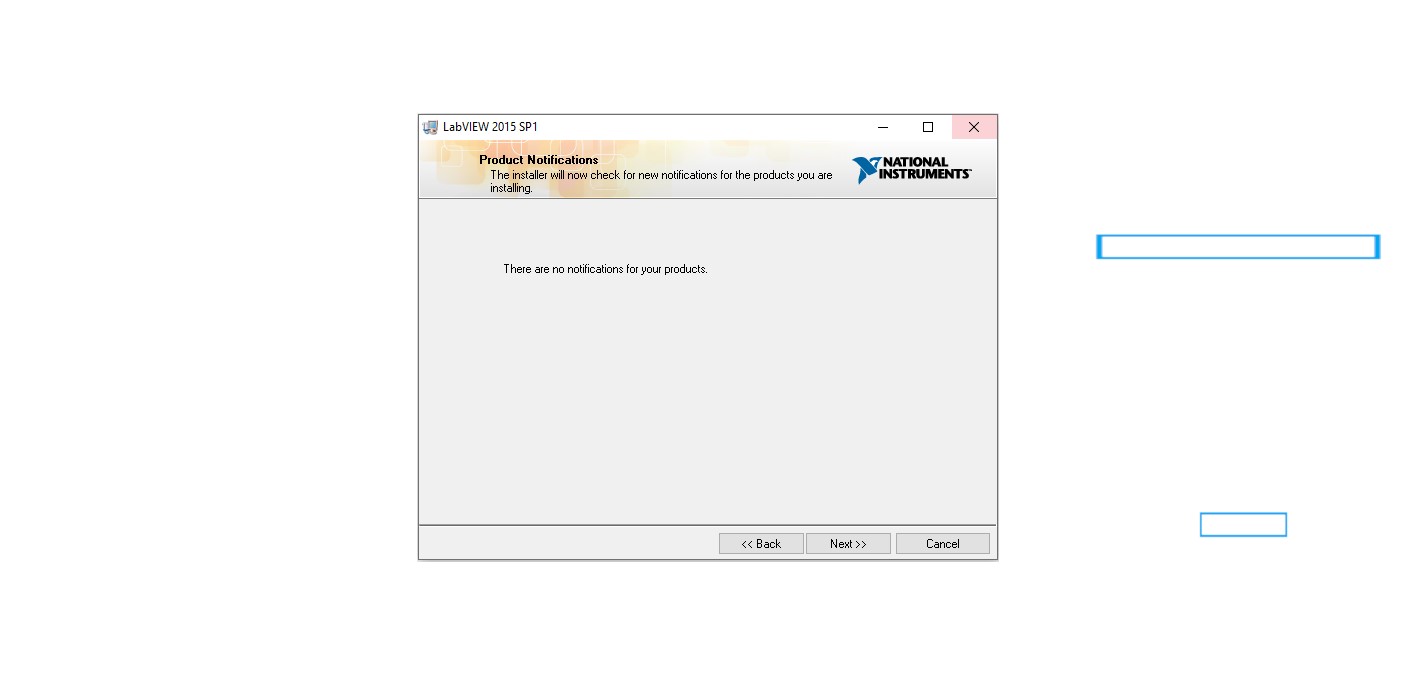 LabVIEW 2015 SP1
Product Notifications
The installer will now check for new notifications for the products you are
installing.
NATIONAL
INSTRUMENTS™
There are no notifications for your products.
<< Back
Next >>
Cancel